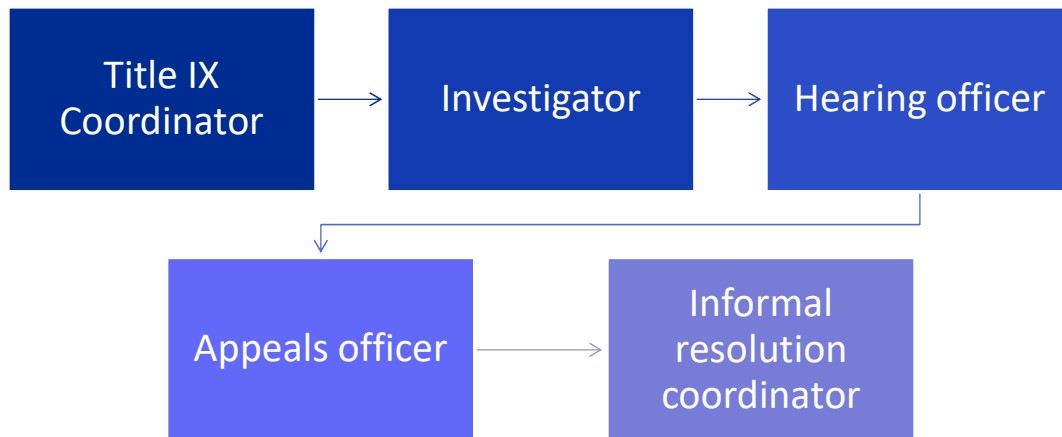 Title IX
Coordinator
Investigator
Hearing officer
Appeals officer
Informal
resolution
coordinator